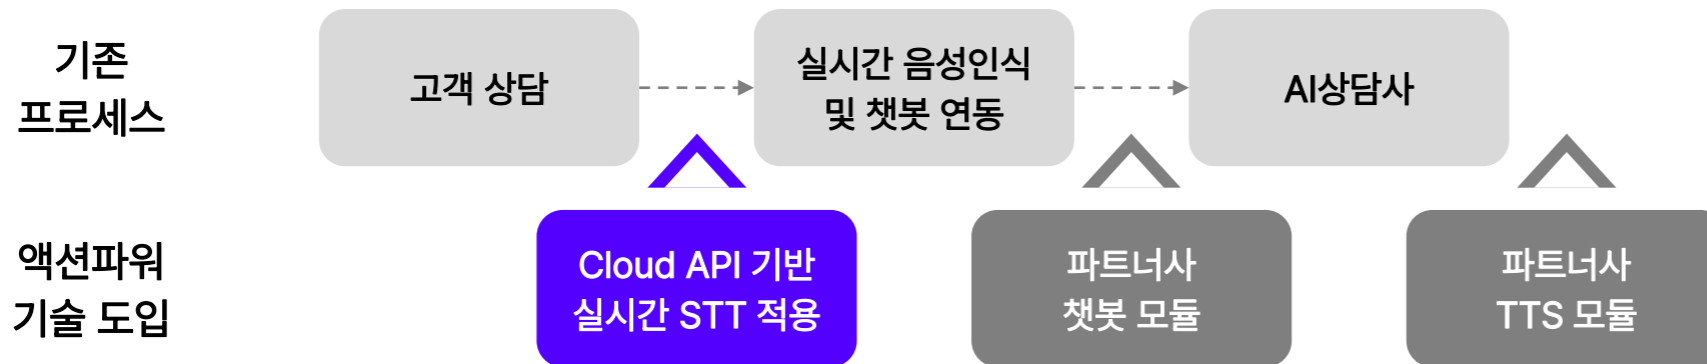 기존
프로세스
고객 상담
실시간 음성인식
및 챗봇 연동
AI상담사
액션파워
기술 도입
Cloud API 기반
실시간 STT 적용
파트너사
챗봇 모듈
파트너사
TTS 모듈